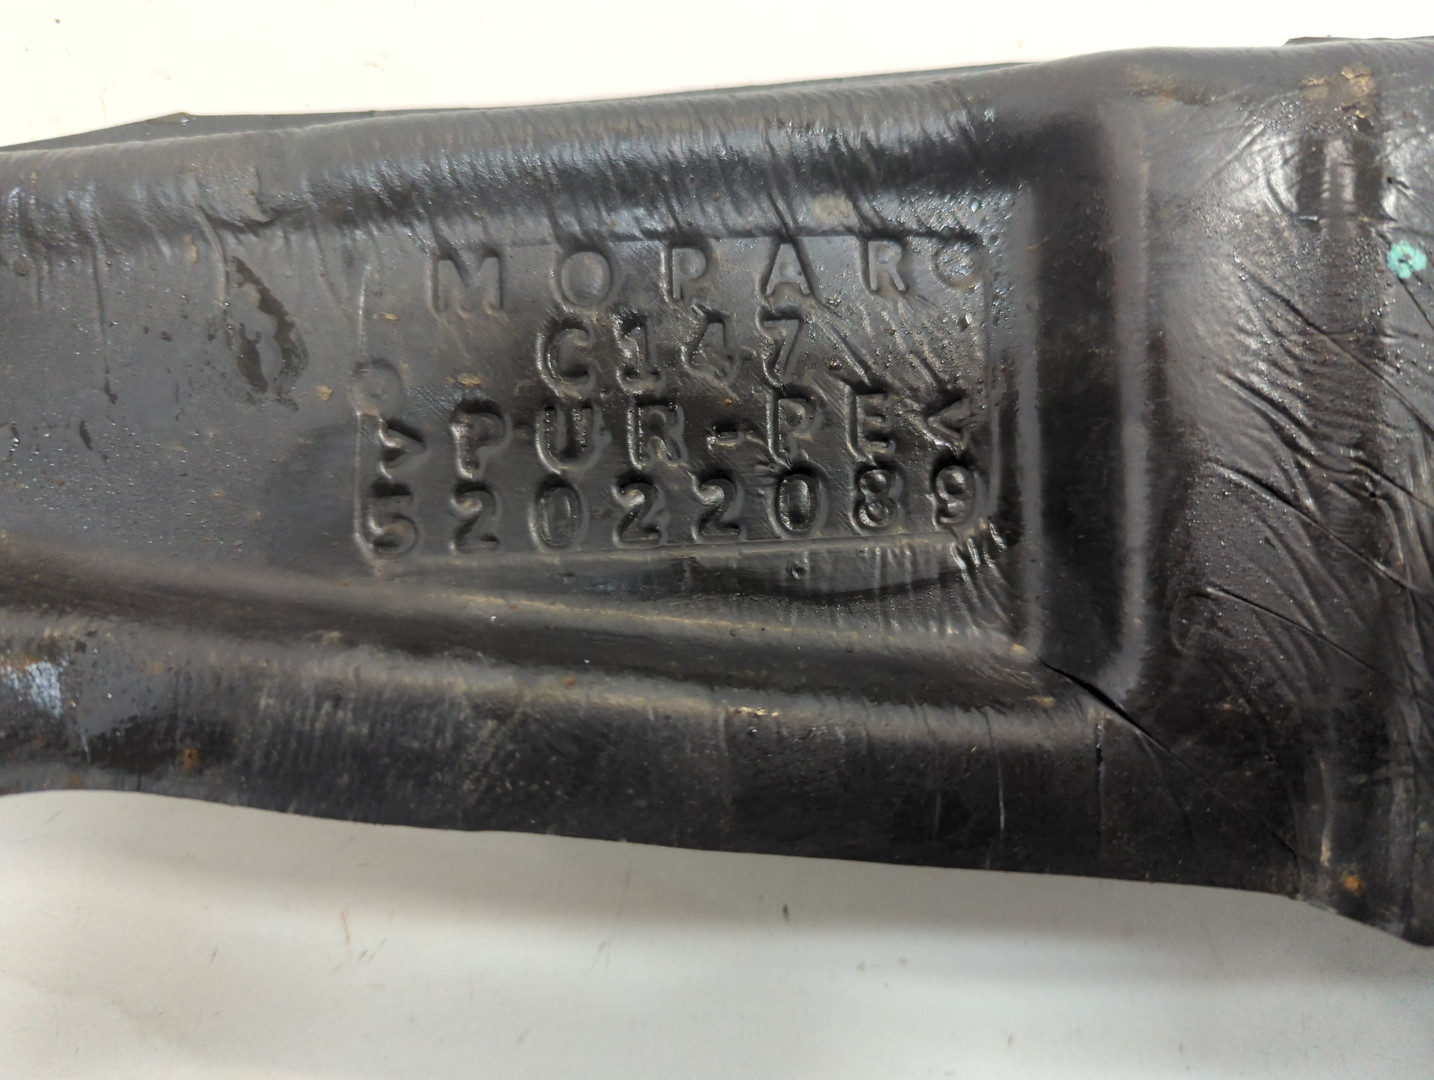 MOPAR
C147
>PUR-PE<
52022089